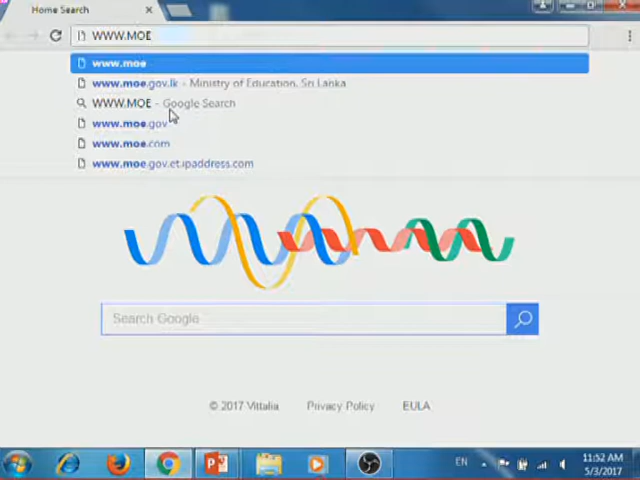 Home Search
WWW.MOE
www.moe
www.moe.gov.lk - Ministry of Education, Sri Lanka
WWW.MOE - Google Search
www.moe.gov
www.moe.com
www.moe.gov.et.ipaddress.com
Search Google
© 2017 Vittalia Privacy Policy EULA
EN
11:52 AM
5/3/2017